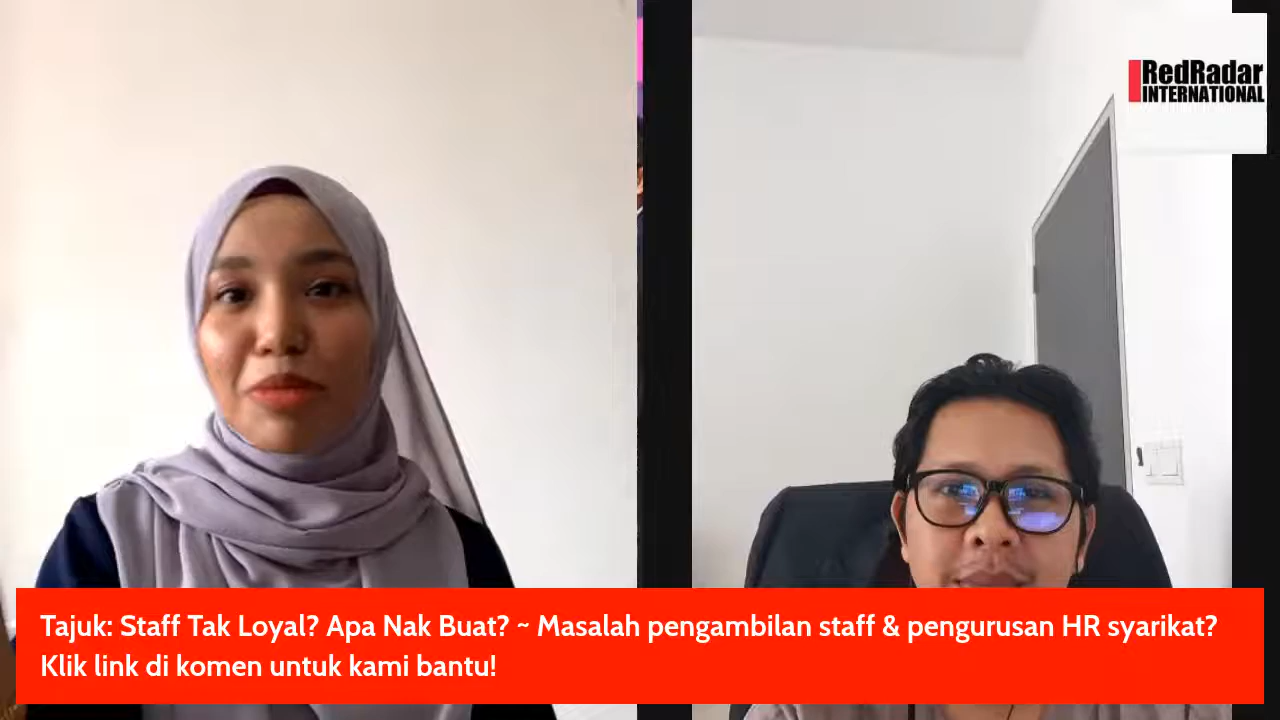 RedRadar
INTERNATIONAL
Tajuk: Staff Tak Loyal? Apa Nak Buat? ~ Masalah pengambilan staff & pengurusan HR syarikat?
Klik link di komen untuk kami bantu!